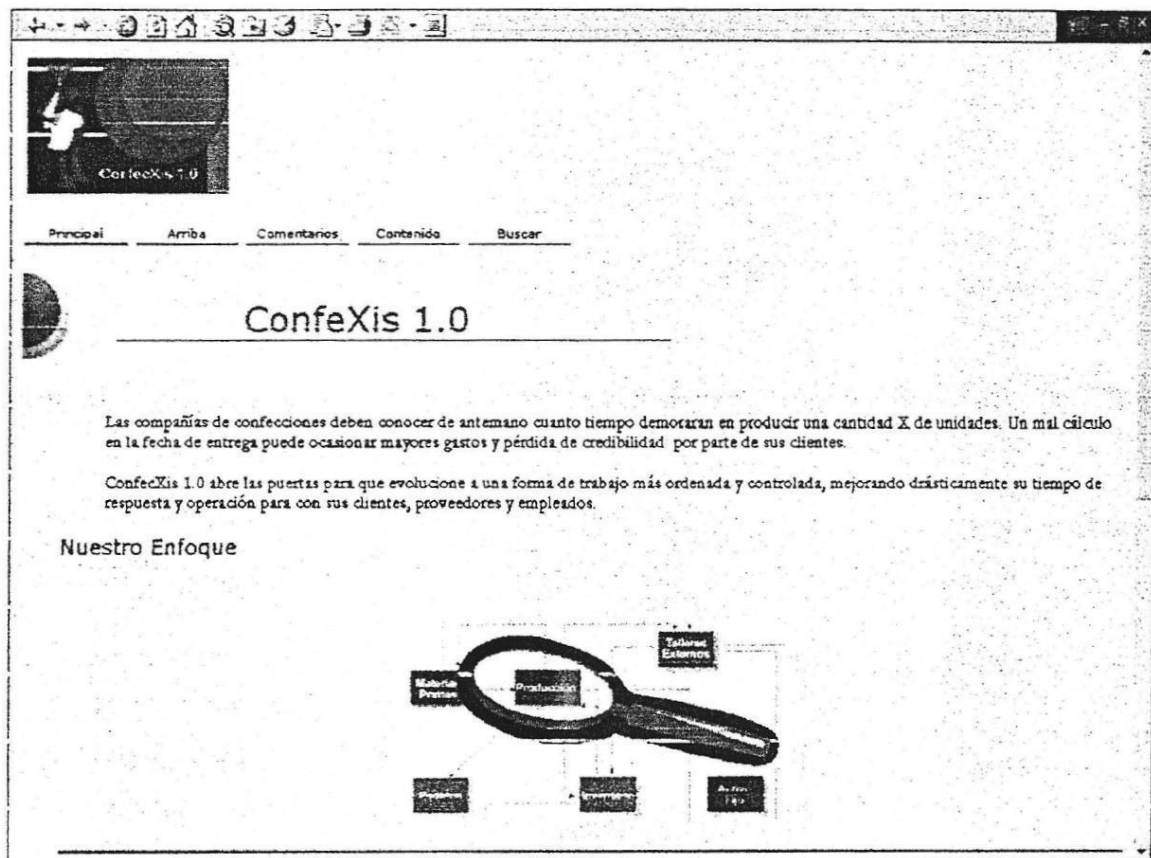 ConfecXis 1.0
Principal Arriba Comentarios Contenido Buscar
ConfeXis 1.0
Las compañías de confecciones deben conocer de antemano cuanto tiempo demoraran en producir una cantidad X de unidades. Un mal cálculo
en la fecha de entrega puede ocasionar mayores gastos y pérdida de credibilidad por parte de sus clientes.
ConfecXis 1.0 abre las puertas para que evolucione a una forma de trabajo más ordenada y controlada, mejorando drásticamente su tiempo de
respuesta y operación para con sus clientes, proveedores y empleados.
Nuestro Enfoque
Talleres
Externos
Materia
Primas
Producción
Activo
Fijo